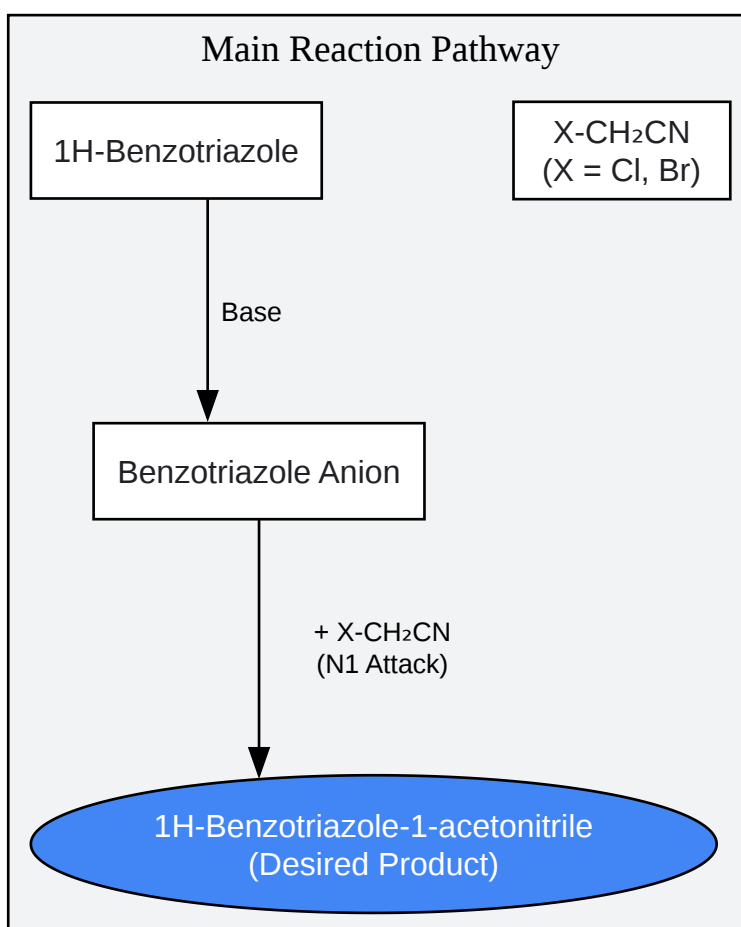 Main Reaction Pathway
1H-Benzotriazole
X-CH₂CN
(X = Cl, Br)
Base
Benzotriazole Anion
+ X-CH₂CN
(N1 Attack)
1H-Benzotriazole-1-acetonitrile
(Desired Product)